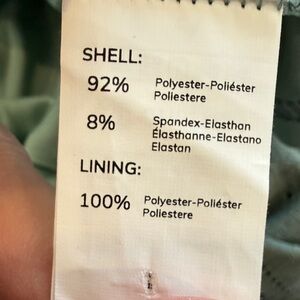 SHELL:
92% Polyester-Poliéster
Poliestere
8% Spandex-Elasthan
Élasthanne-Elastano
Elastan
LINING:
100% Polyester-Poliéster
Poliestere